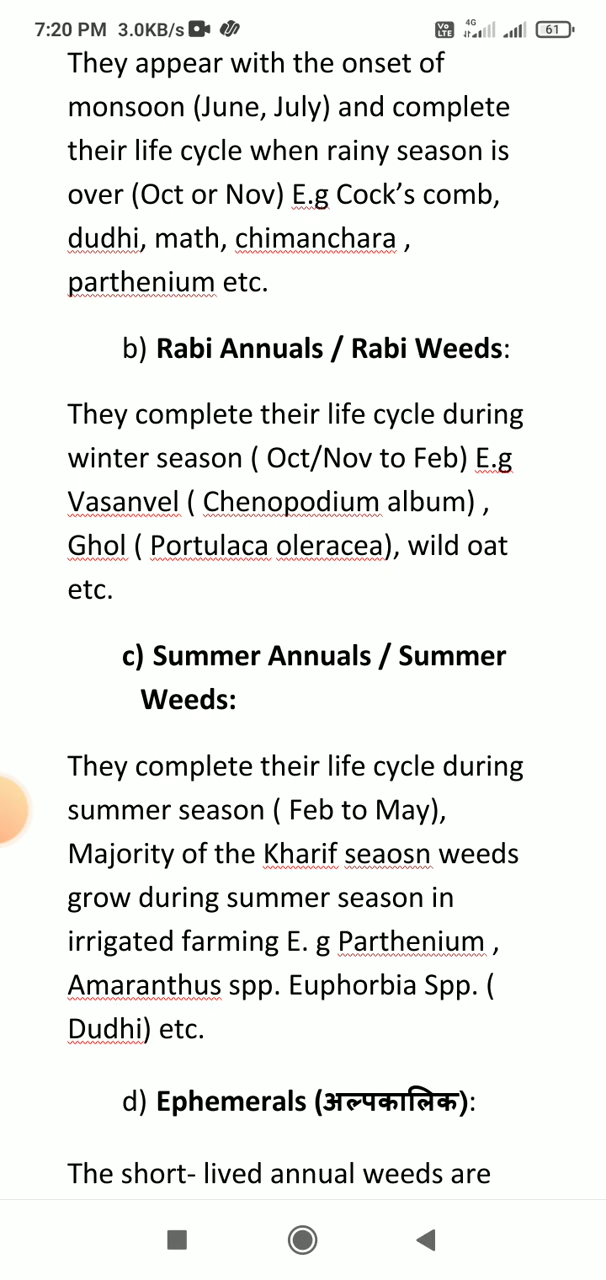 7:20 PM 3.0KB/s Vo LTE 4G 61
They appear with the onset of
monsoon (June, July) and complete
their life cycle when rainy season is
over (Oct or Nov) E.g Cock’s comb,
dudhi, math, chimanchara ,
parthenium etc.
b) Rabi Annuals / Rabi Weeds:
They complete their life cycle during
winter season ( Oct/Nov to Feb) E.g
Vasanvel ( Chenopodium album) ,
Ghol ( Portulaca oleracea), wild oat
etc.
c) Summer Annuals / Summer
Weeds:
They complete their life cycle during
summer season ( Feb to May),
Majority of the Kharif seaosn weeds
grow during summer season in
irrigated farming E. g Parthenium ,
Amaranthus spp. Euphorbia Spp. (
Dudhi) etc.
d) Ephemerals (अल्पकालिक):
The short- lived annual weeds are